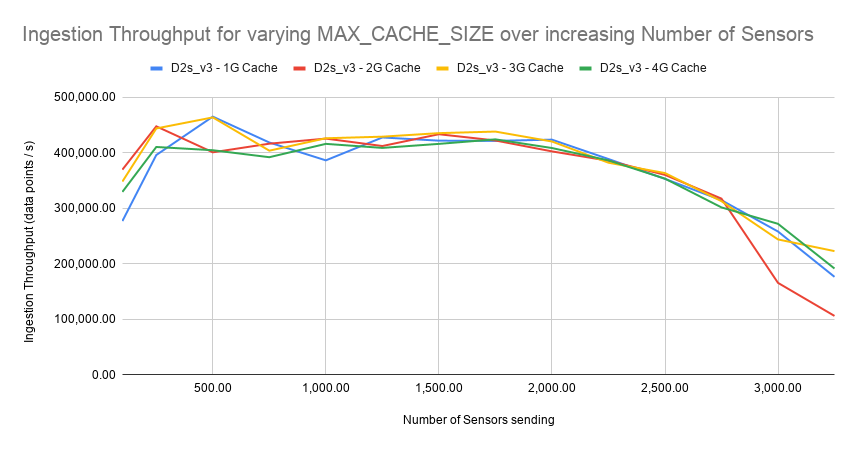 Ingestion Throughput for varying MAX_CACHE_SIZE over increasing Number of Sensors
D2s_v3 - 1G Cache D2s_v3 - 2G Cache D2s_v3 - 3G Cache D2s_v3 - 4G Cache
Ingestion Throughput (data points / s)
500,000.00
400,000.00
300,000.00
200,000.00
100,000.00
0.00
500.00 1,000.00 1,500.00 2,000.00 2,500.00 3,000.00
Number of Sensors sending